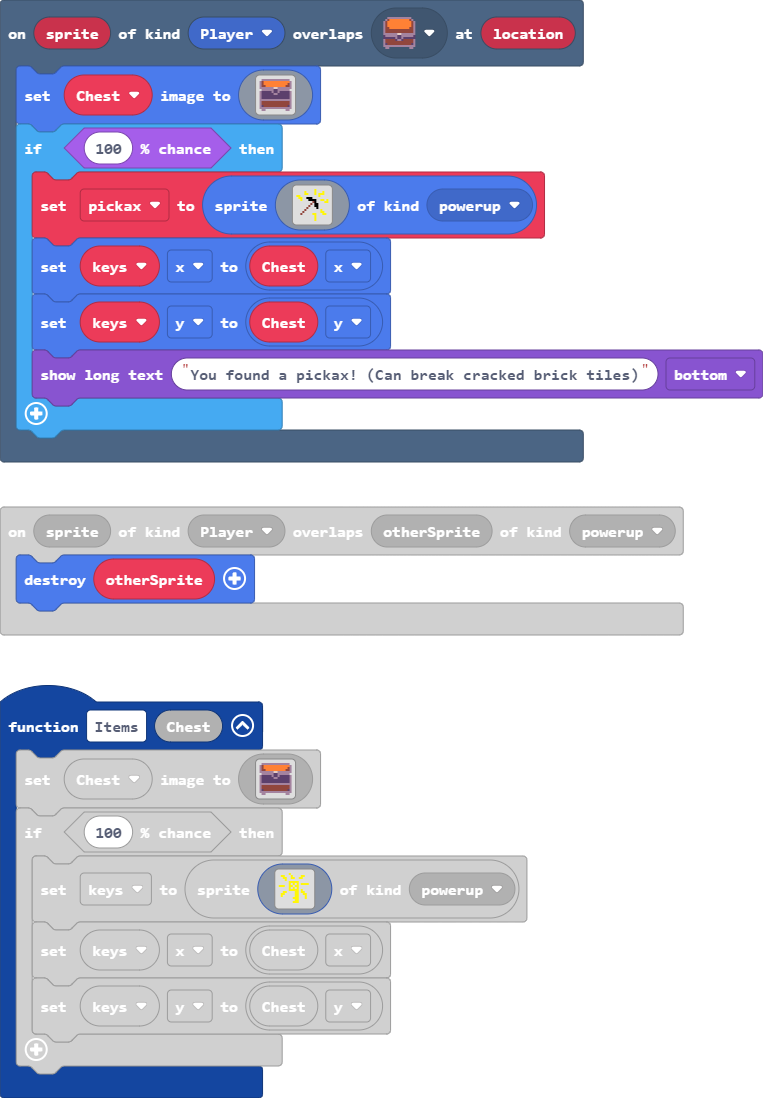 on sprite of kind Player overlaps at location
set Chest image to
if 100 % chance then
set pickax to sprite of kind powerup
set keys x to Chest x
set keys y to Chest y
show long text "You found a pickax! (Can break cracked brick tiles)" bottom
on sprite of kind Player overlaps otherSprite of kind powerup
destroy otherSprite
function Items Chest
set Chest image to
if 100 % chance then
set keys to sprite of kind powerup
set keys x to Chest x
set keys y to Chest y